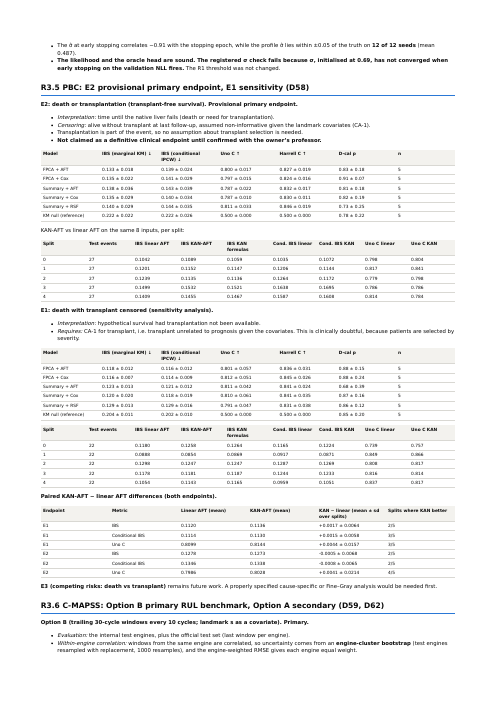 • The σ̂ at early stopping correlates −0.91 with the stopping epoch, while the profile σ̂ lies within ±0.05 of the truth on 12 of 12 seeds (mean
0.487).
• The likelihood and the oracle head are sound. The registered σ check fails because σ, initialised at 0.69, has not converged when
early stopping on the validation NLL fires. The R1 threshold was not changed.
R3.5 PBC: E2 provisional primary endpoint, E1 sensitivity (D58)
E2: death or transplantation (transplant-free survival). Provisional primary endpoint.
• Interpretation: time until the native liver fails (death or need for transplantation).
• Censoring: alive without transplant at last follow-up, assumed non-informative given the landmark covariates (CA-1).
• Transplantation is part of the event, so no assumption about transplant selection is needed.
• Not claimed as a definitive clinical endpoint until confirmed with the owner's professor.
Model IBS (marginal KM) ↓ IBS (conditional IPCW) ↓ Uno C ↑ Harrell C ↑ D-cal p n
FPCA + AFT 0.133 ± 0.018 0.139 ± 0.024 0.800 ± 0.017 0.827 ± 0.019 0.83 ± 0.18 5
FPCA + Cox 0.135 ± 0.021 0.141 ± 0.029 0.797 ± 0.015 0.824 ± 0.016 0.91 ± 0.07 5
Summary + AFT 0.138 ± 0.036 0.143 ± 0.039 0.787 ± 0.022 0.832 ± 0.017 0.81 ± 0.18 5
Summary + Cox 0.135 ± 0.029 0.140 ± 0.034 0.787 ± 0.010 0.830 ± 0.011 0.82 ± 0.19 5
Summary + RSF 0.140 ± 0.029 0.144 ± 0.035 0.811 ± 0.033 0.846 ± 0.019 0.73 ± 0.25 5
KM null (reference) 0.222 ± 0.022 0.222 ± 0.026 0.500 ± 0.000 0.500 ± 0.000 0.78 ± 0.22 5
KAN-AFT vs linear AFT on the same 8 inputs, per split:
Split Test events IBS linear AFT IBS KAN-AFT IBS KAN formulas Cond. IBS linear Cond. IBS KAN Uno C linear Uno C KAN
0 27 0.1042 0.1089 0.1059 0.1035 0.1072 0.798 0.804
1 27 0.1201 0.1152 0.1147 0.1206 0.1143 0.817 0.841
2 27 0.1239 0.1135 0.1136 0.1264 0.1172 0.779 0.798
3 27 0.1499 0.1532 0.1521 0.1638 0.1695 0.786 0.786
4 27 0.1409 0.1455 0.1467 0.1587 0.1608 0.814 0.784
E1: death with transplant censored (sensitivity analysis).
• Interpretation: hypothetical survival had transplantation not been available.
• Requires: CA-1 for transplant, i.e. transplant unrelated to prognosis given the covariates. This is clinically doubtful, because patients are selected by
severity.
Model IBS (marginal KM) ↓ IBS (conditional IPCW) ↓ Uno C ↑ Harrell C ↑ D-cal p n
FPCA + AFT 0.118 ± 0.012 0.116 ± 0.012 0.801 ± 0.057 0.836 ± 0.031 0.88 ± 0.15 5
FPCA + Cox 0.116 ± 0.012 0.114 ± 0.009 0.812 ± 0.051 0.845 ± 0.026 0.88 ± 0.24 5
Summary + AFT 0.123 ± 0.013 0.121 ± 0.012 0.811 ± 0.042 0.841 ± 0.024 0.68 ± 0.39 5
Summary + Cox 0.120 ± 0.020 0.118 ± 0.019 0.810 ± 0.061 0.841 ± 0.035 0.87 ± 0.16 5
Summary + RSF 0.129 ± 0.013 0.129 ± 0.016 0.791 ± 0.047 0.831 ± 0.038 0.86 ± 0.12 5
KM null (reference) 0.204 ± 0.011 0.202 ± 0.010 0.500 ± 0.000 0.500 ± 0.000 0.85 ± 0.20 5
Split Test events IBS linear AFT IBS KAN-AFT IBS KAN formulas Cond. IBS linear Cond. IBS KAN Uno C linear Uno C KAN
0 22 0.1180 0.1258 0.1264 0.1165 0.1224 0.739 0.757
1 22 0.0888 0.0854 0.0869 0.0917 0.0871 0.849 0.866
2 22 0.1298 0.1247 0.1247 0.1287 0.1269 0.808 0.817
3 22 0.1178 0.1181 0.1187 0.1244 0.1233 0.816 0.814
4 22 0.1054 0.1143 0.1165 0.0959 0.1051 0.837 0.817
Paired KAN-AFT − linear AFT differences (both endpoints).
Endpoint Metric Linear AFT (mean) KAN-AFT (mean) KAN − linear (mean ± sd over splits) Splits where KAN better
E1 IBS 0.1120 0.1136 +0.0017 ± 0.0064 2/5
E1 Conditional IBS 0.1114 0.1130 +0.0015 ± 0.0058 3/5
E1 Uno C 0.8099 0.8144 +0.0044 ± 0.0157 3/5
E2 IBS 0.1278 0.1273 -0.0005 ± 0.0068 2/5
E2 Conditional IBS 0.1346 0.1338 -0.0008 ± 0.0065 2/5
E2 Uno C 0.7986 0.8028 +0.0041 ± 0.0214 4/5
E3 (competing risks: death vs transplant) remains future work. A properly specified cause-specific or Fine-Gray analysis would be needed first.
R3.6 C-MAPSS: Option B primary RUL benchmark, Option A secondary (D59, D62)
Option B (trailing 30-cycle windows every 10 cycles; landmark s as a covariate). Primary.
• Evaluation: the internal test engines, plus the official test set (last window per engine).
• Within-engine correlation: windows from the same engine are correlated, so uncertainty comes from an engine-cluster bootstrap (test engines
resampled with replacement, 1000 resamples), and the engine-weighted RMSE gives each engine equal weight.